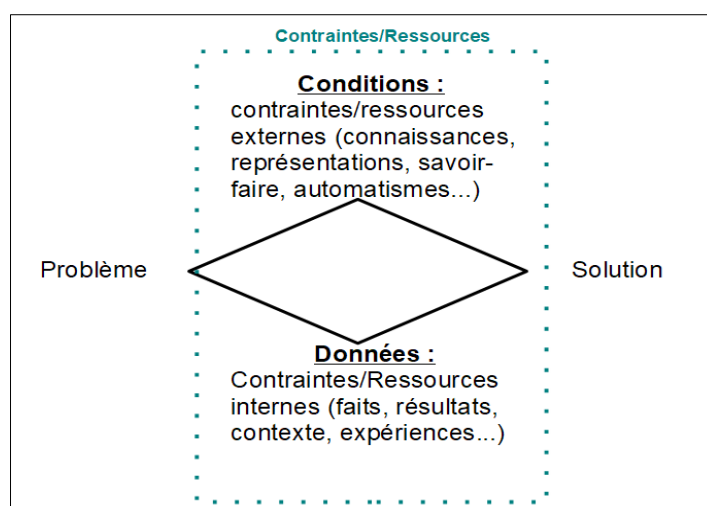 Contraintes/Ressources
Conditions :
contraintes/ressources
externes (connaissances,
représentations, savoir-
faire, automatismes...)
Problème
Solution
Données :
Contraintes/Ressources
internes (faits, résultats,
contexte, expériences...)